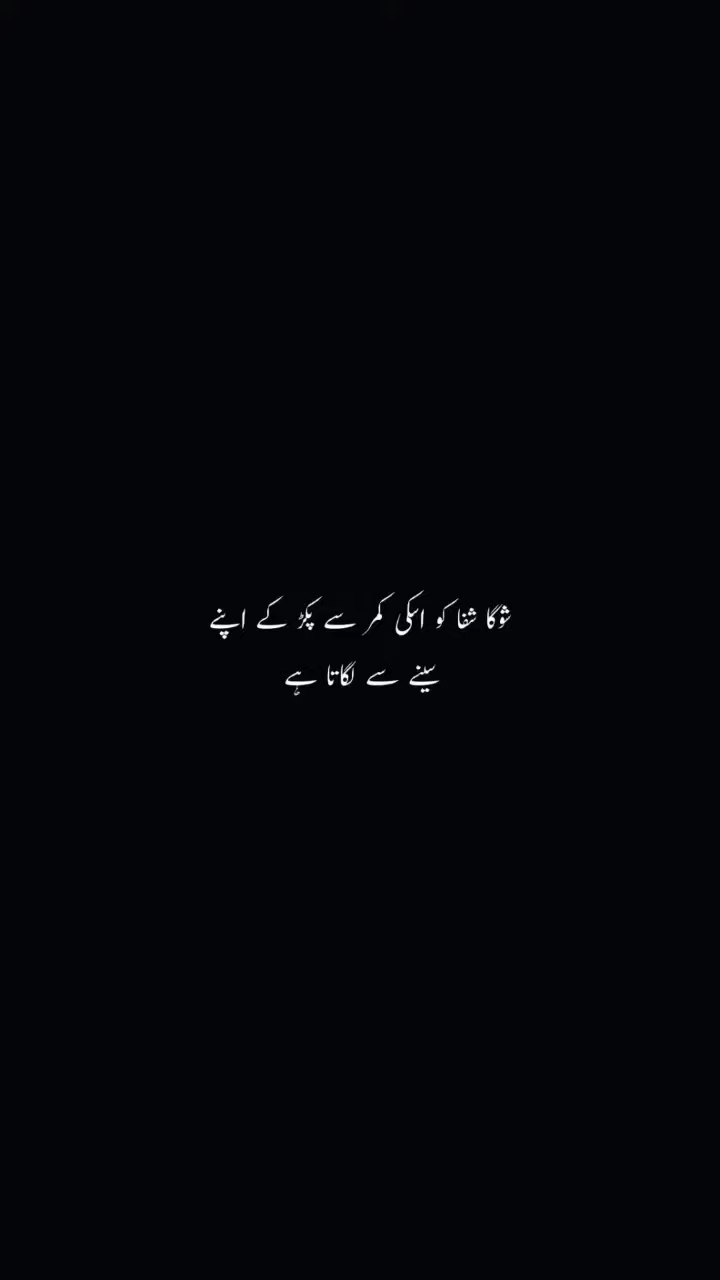 شوگا شفا کو اسکی کمر سے پکڑ کے اپنے
سینے سے لگاتا ہے